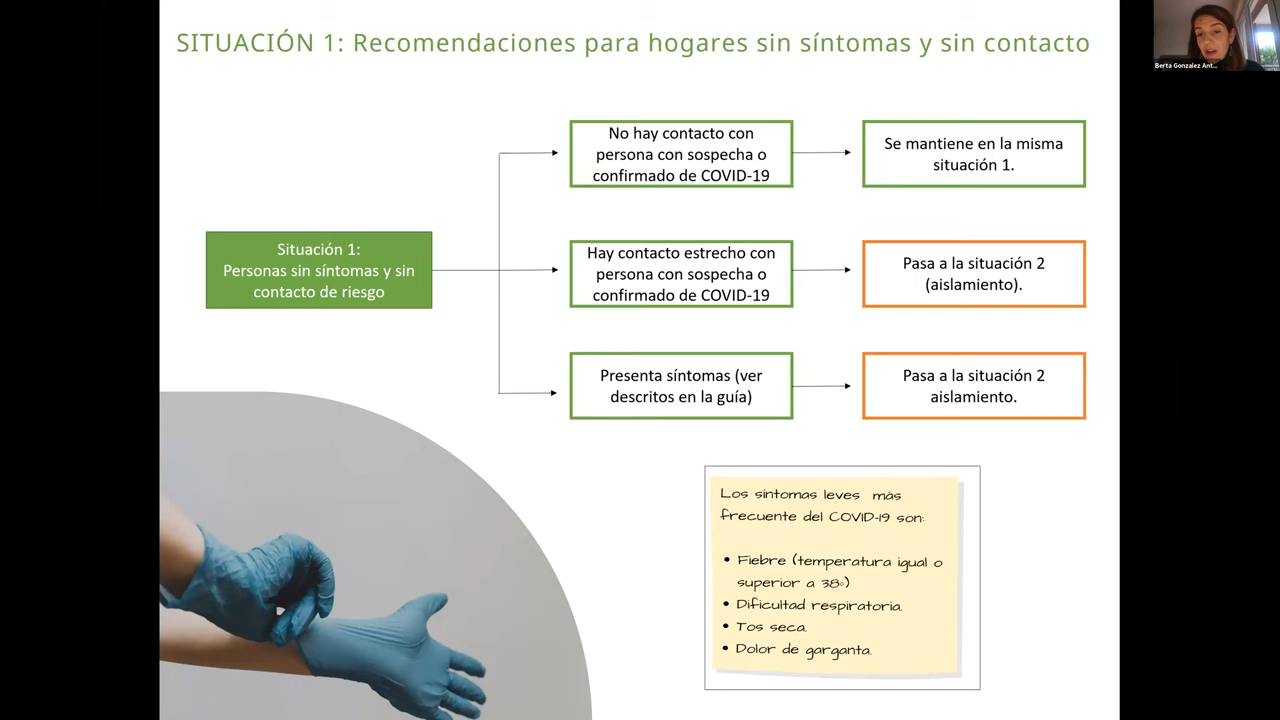 SITUACIÓN 1: Recomendaciones para hogares sin síntomas y sin contacto
Berta Gonzalez Ant...
No hay contacto con
persona con sospecha o
confirmado de COVID-19
Se mantiene en la misma
situación 1.
Situación 1:
Personas sin síntomas y sin
contacto de riesgo
Hay contacto estrecho con
persona con sospecha o
confirmado de COVID-19
Pasa a la situación 2
(aislamiento).
Presenta síntomas (ver
descritos en la guía)
Pasa a la situación 2
aislamiento.
Los síntomas leves más
frecuente del COVID-19 son:
• Fiebre (temperatura igual o
superior a 38º)
• Dificultad respiratoria.
• Tos seca.
• Dolor de garganta.